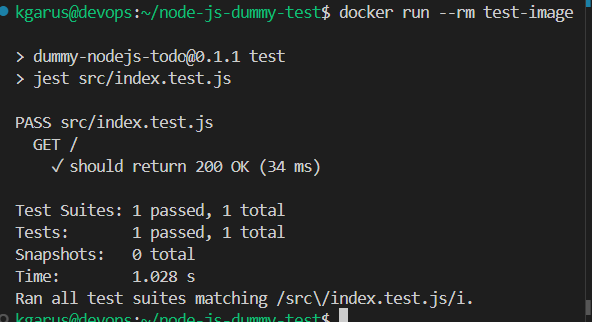 kgarus@devops:~/node-js-dummy-test$ docker run --rm test-image
> dummy-nodejs-todo@0.1.1 test
> jest src/index.test.js
PASS src/index.test.js
  GET /
    ✓ should return 200 OK (34 ms)
Test Suites: 1 passed, 1 total
Tests:       1 passed, 1 total
Snapshots:   0 total
Time:        1.028 s
Ran all test suites matching /src\/index.test.js/i.
kgarus@devops:~/node-js-dummy-test$